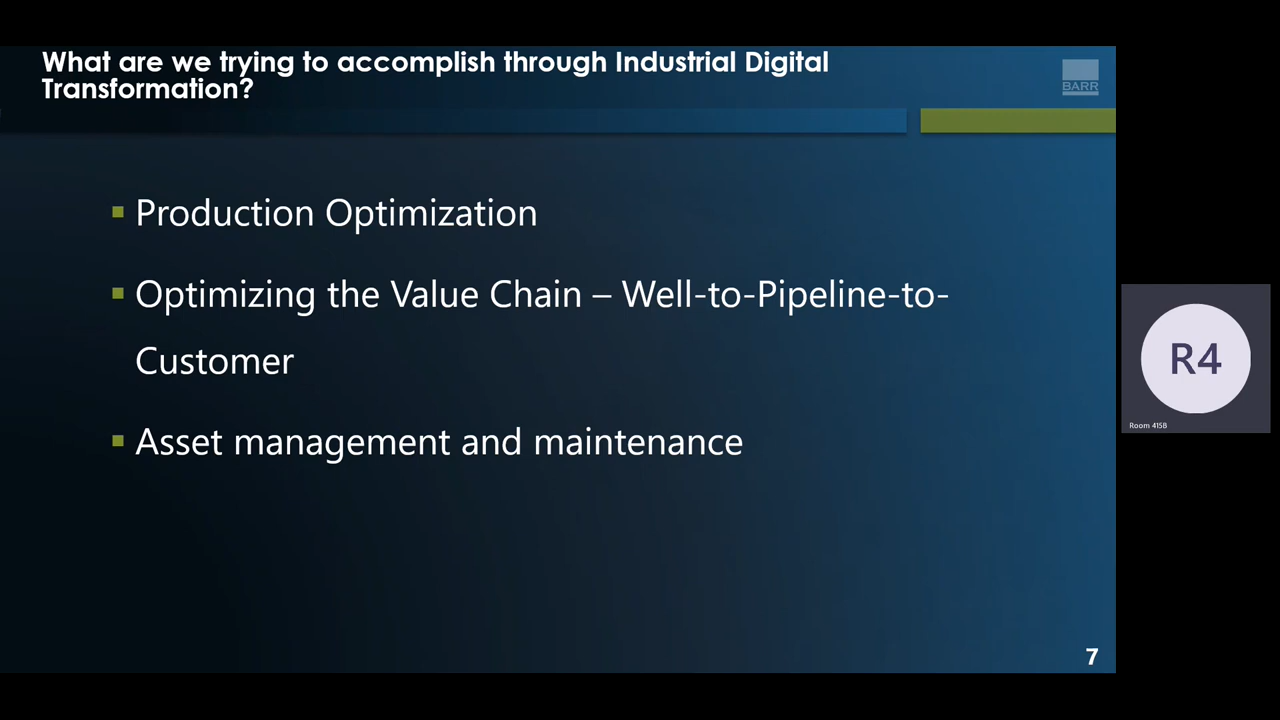 What are we trying to accomplish through Industrial Digital
Transformation?
BARR
▪ Production Optimization
▪ Optimizing the Value Chain – Well-to-Pipeline-to-
Customer
▪ Asset management and maintenance
R4
Room 415B
7